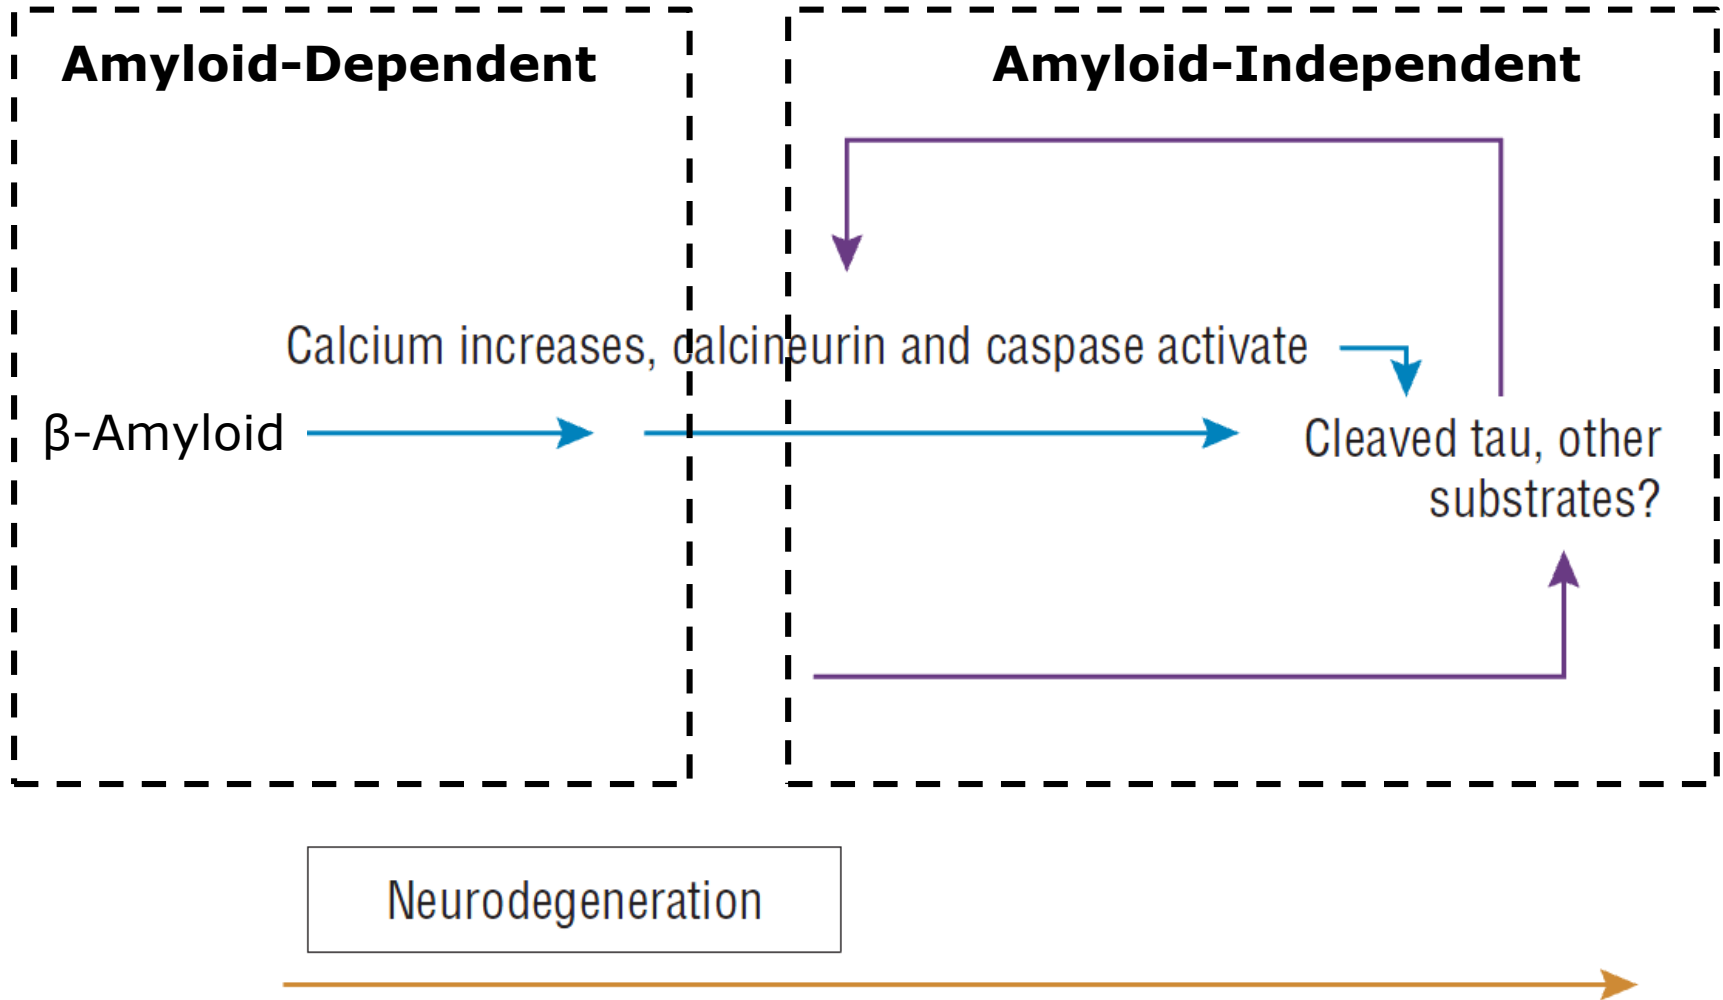 Amyloid-Dependent
Amyloid-Independent
Calcium increases, calcineurin and caspase activate
β-Amyloid
Cleaved tau, other
substrates?
Neurodegeneration